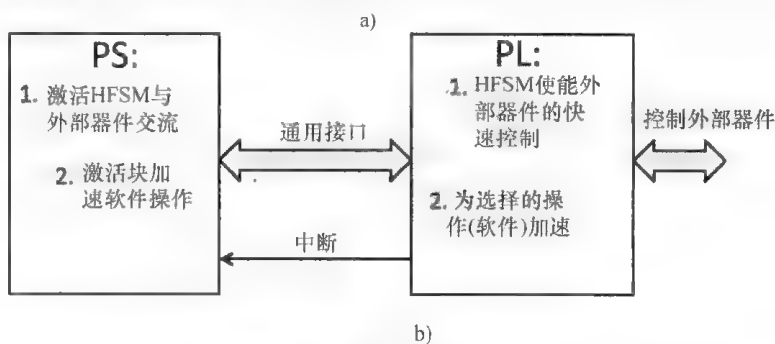 a)
PS:
1. 激活HFSM与
外部器件交流
2. 激活块加
速软件操作
通用接口
中断
PL:
1. HFSM使能外
部器件的快
速控制
2. 为选择的操
作(软件)加速
控制外部器件
b)